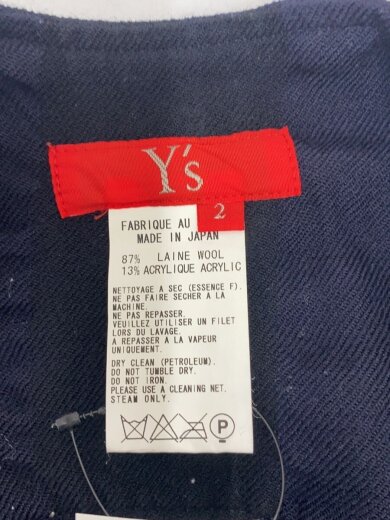 Y's
2
FABRIQUE AU
MADE IN JAPAN
87% LAINE WOOL
13% ACRYLIQUE ACRYLIC
NETTOYAGE A SEC (ESSENCE F).
NE PAS FAIRE SECHER A LA
MACHINE.
NE PAS REPASSER.
VEUILLEZ UTILISER UN FILET
LORS DU LAVAGE.
A REPASSER A LA VAPEUR
UNIQUEMENT.
DRY CLEAN (PETROLEUM).
DO NOT TUMBLE DRY.
DO NOT IRON.
PLEASE USE A CLEANING NET.
STEAM ONLY.
P